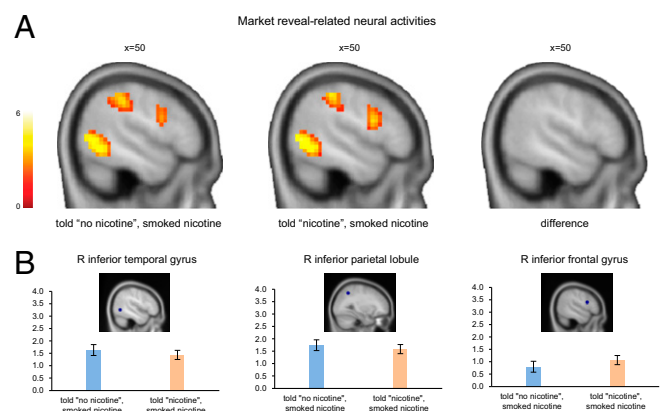 A
Market reveal-related neural activities
x=50 x=50 x=50
6
0
told “no nicotine”, smoked nicotine told “nicotine”, smoked nicotine difference
B
R inferior temporal gyrus R inferior parietal lobule R inferior frontal gyrus
4.0 4.0 4.0
3.5 3.5 3.5
3.0 3.0 3.0
2.5 2.5 2.5
2.0 2.0 2.0
1.5 1.5 1.5
1.0 1.0 1.0
0.5 0.5 0.5
0.0 0.0 0.0
told "no nicotine", told "nicotine", told "no nicotine", told "nicotine", told "no nicotine", told "nicotine",
smoked nicotine smoked nicotine smoked nicotine smoked nicotine smoked nicotine smoked nicotine